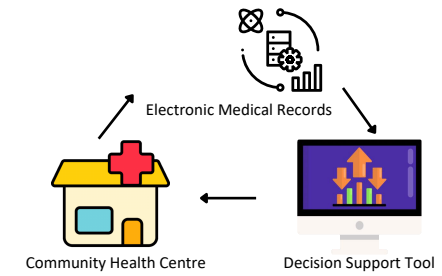 Electronic Medical Records
Community Health Centre
Decision Support Tool